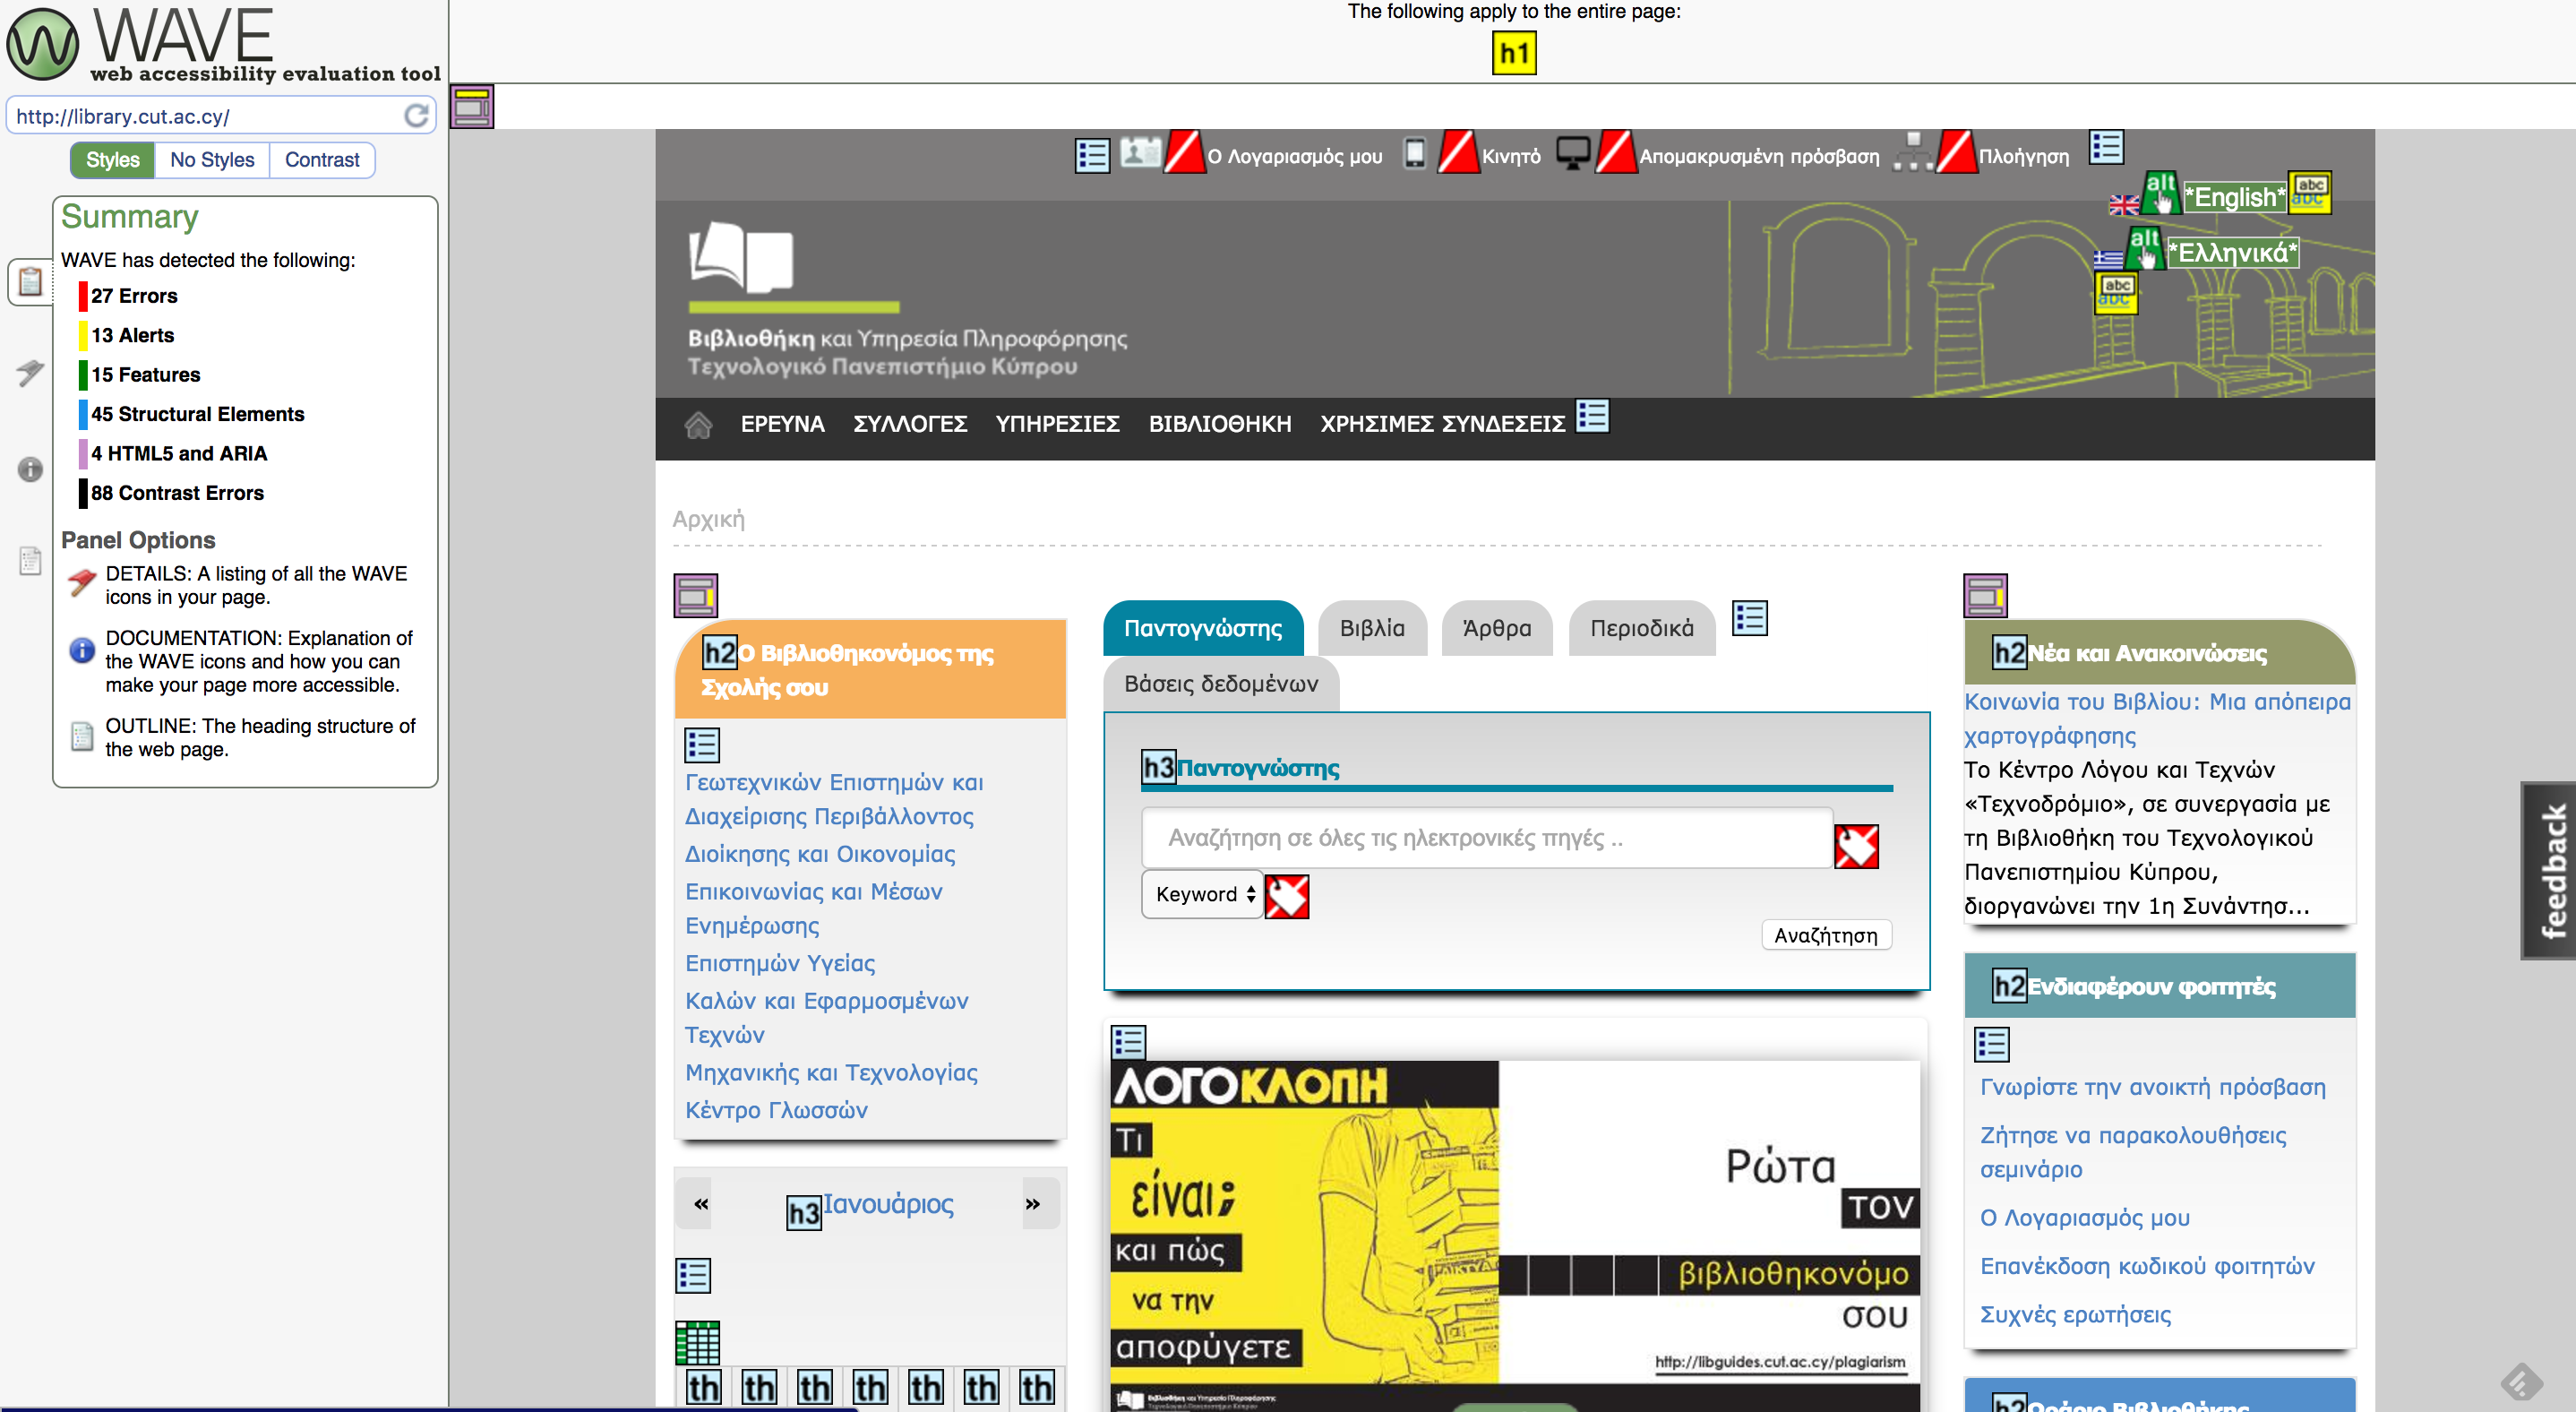 WAVE
web accessibility evaluation tool
http://library.cut.ac.cy/
Styles No Styles Contrast
Summary
WAVE has detected the following:
27 Errors
13 Alerts
15 Features
45 Structural Elements
4 HTML5 and ARIA
88 Contrast Errors
Panel Options
DETAILS: A listing of all the WAVE
icons in your page.
DOCUMENTATION: Explanation of
the WAVE icons and how you can
make your page more accessible.
OUTLINE: The heading structure of
the web page.
The following apply to the entire page:
h1
Ο Λογαριασμός μου Κινητό Απομακρυσμένη πρόσβαση Πλοήγηση
alt *English* abc abc
alt *Ελληνικά*
abc abc
Βιβλιοθήκη και Υπηρεσία Πληροφόρησης
Τεχνολογικό Πανεπιστήμιο Κύπρου
ΕΡΕΥΝΑ ΣΥΛΛΟΓΕΣ ΥΠΗΡΕΣΙΕΣ ΒΙΒΛΙΟΘΗΚΗ ΧΡΗΣΙΜΕΣ ΣΥΝΔΕΣΕΙΣ
Αρχική
h2 Ο Βιβλιοθηκονόμος της
Σχολής σου
Γεωτεχνικών Επιστημών και
Διαχείρισης Περιβάλλοντος
Διοίκησης και Οικονομίας
Επικοινωνίας και Μέσων
Ενημέρωσης
Επιστημών Υγείας
Καλών και Εφαρμοσμένων
Τεχνών
Μηχανικής και Τεχνολογίας
Κέντρο Γλωσσών
« h3 Ιανουάριος »
th th th th th th th
Παντογνώστης Βιβλία Άρθρα Περιοδικά
Βάσεις δεδομένων
h3 Παντογνώστης
Αναζήτηση σε όλες τις ηλεκτρονικές πηγές ..
Keyword
Αναζήτηση
ΛΟΓΟΚΛΟΠΗ
Τι
είναι;
και πώς
να την
αποφύγετε
Ρώτα
τον
βιβλιοθηκονόμο
σου
http://libguides.cut.ac.cy/plagiarism
Βιβλιοθήκη και Υπηρεσία Πληροφόρησης
Τεχνολογικό Πανεπιστήμιο Κύπρου
h2 Νέα και Ανακοινώσεις
Κοινωνία του Βιβλίου: Μια απόπειρα
χαρτογράφησης
Το Κέντρο Λόγου και Τεχνών
«Τεχνοδρόμιο», σε συνεργασία με
τη Βιβλιοθήκη του Τεχνολογικού
Πανεπιστημίου Κύπρου,
διοργανώνει την 1η Συνάντησ...
h2 Ενδιαφέρουν φοιτητές
Γνωρίστε την ανοικτή πρόσβαση
Ζήτησε να παρακολουθήσεις
σεμινάριο
Ο Λογαριασμός μου
Επανέκδοση κωδικού φοιτητών
Συχνές ερωτήσεις
h2 Ωράριο Βιβλιοθήκης
feedback